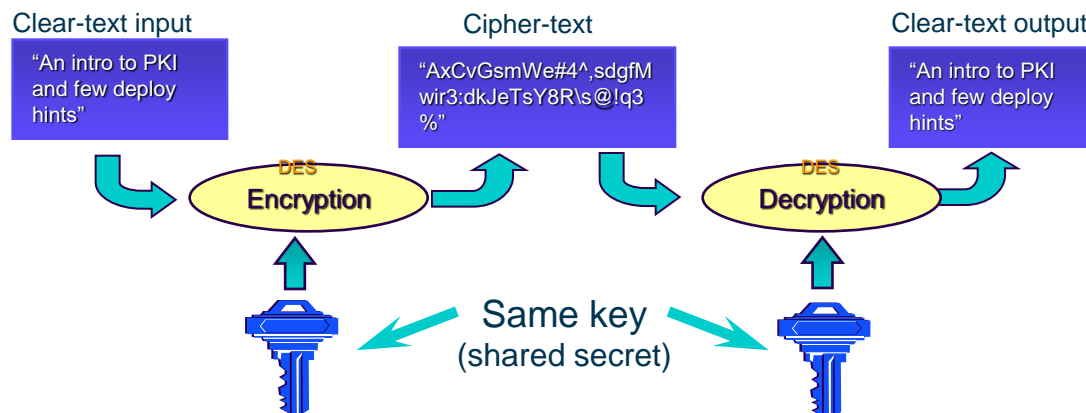 Clear-text input
Cipher-text
Clear-text output
“An intro to PKI
and few deploy
hints”
“AxCvGsmWe#4^,sdgfM
wir3:dkJeTsY8R\s@!q3
%”
“An intro to PKI
and few deploy
hints”
DES
Encryption
DES
Decryption
Same key
(shared secret)